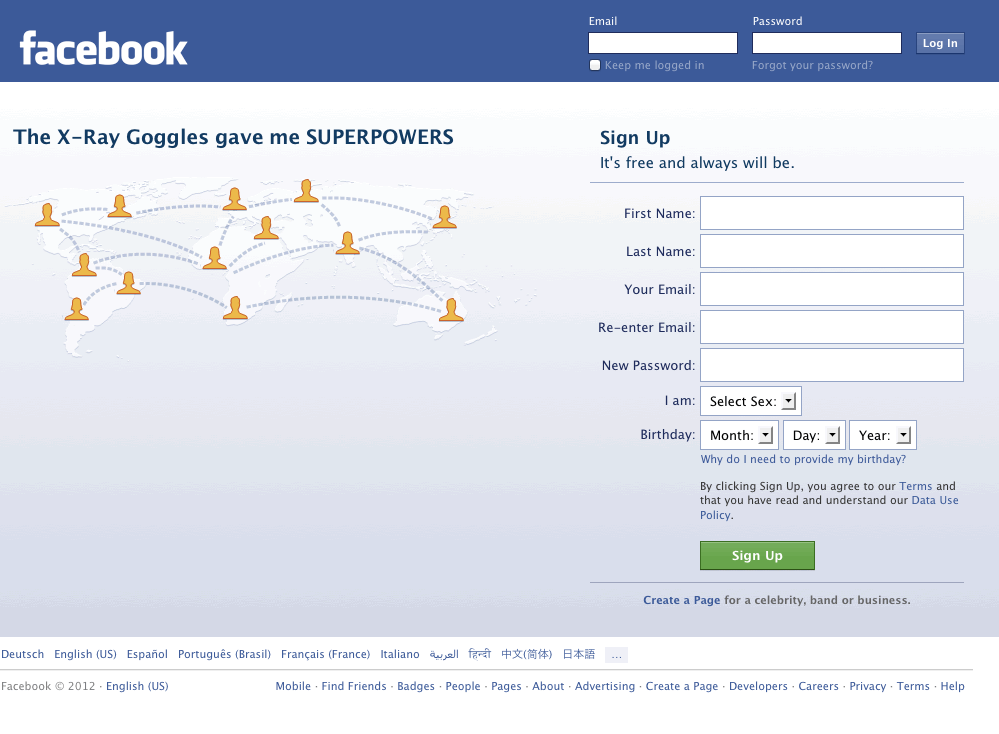 facebook
Email
Password
Log In
Keep me logged in
Forgot your password?
The X-Ray Goggles gave me SUPERPOWERS
Sign Up
It's free and always will be.
First Name:
Last Name:
Your Email:
Re-enter Email:
New Password:
I am: Select Sex:
Birthday: Month: Day: Year:
Why do I need to provide my birthday?
By clicking Sign Up, you agree to our Terms and
that you have read and understand our Data Use
Policy.
Sign Up
Create a Page for a celebrity, band or business.
Deutsch English (US) Español Português (Brasil) Français (France) Italiano العربية हिन्दी 中文(简体) 日本語 ...
Facebook © 2012 · English (US)
Mobile · Find Friends · Badges · People · Pages · About · Advertising · Create a Page · Developers · Careers · Privacy · Terms · Help